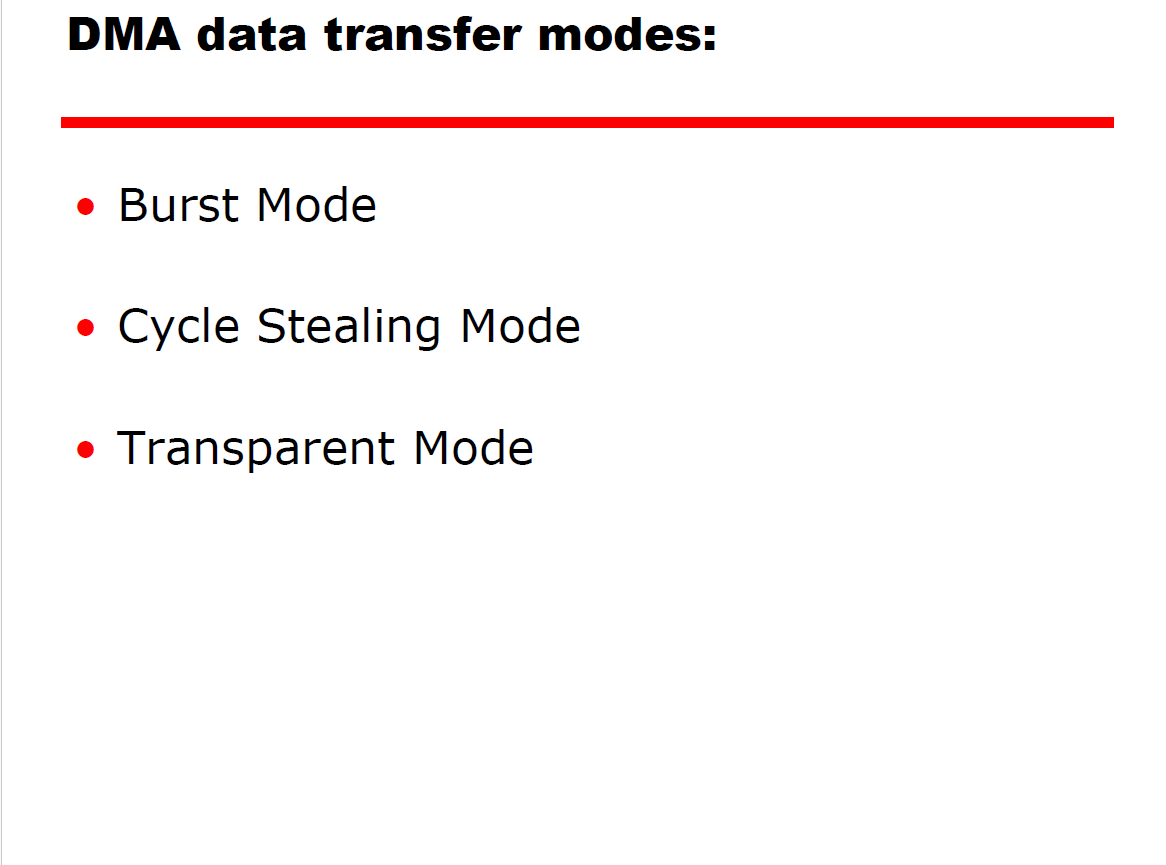 DMA data transfer modes:
• Burst Mode
• Cycle Stealing Mode
• Transparent Mode